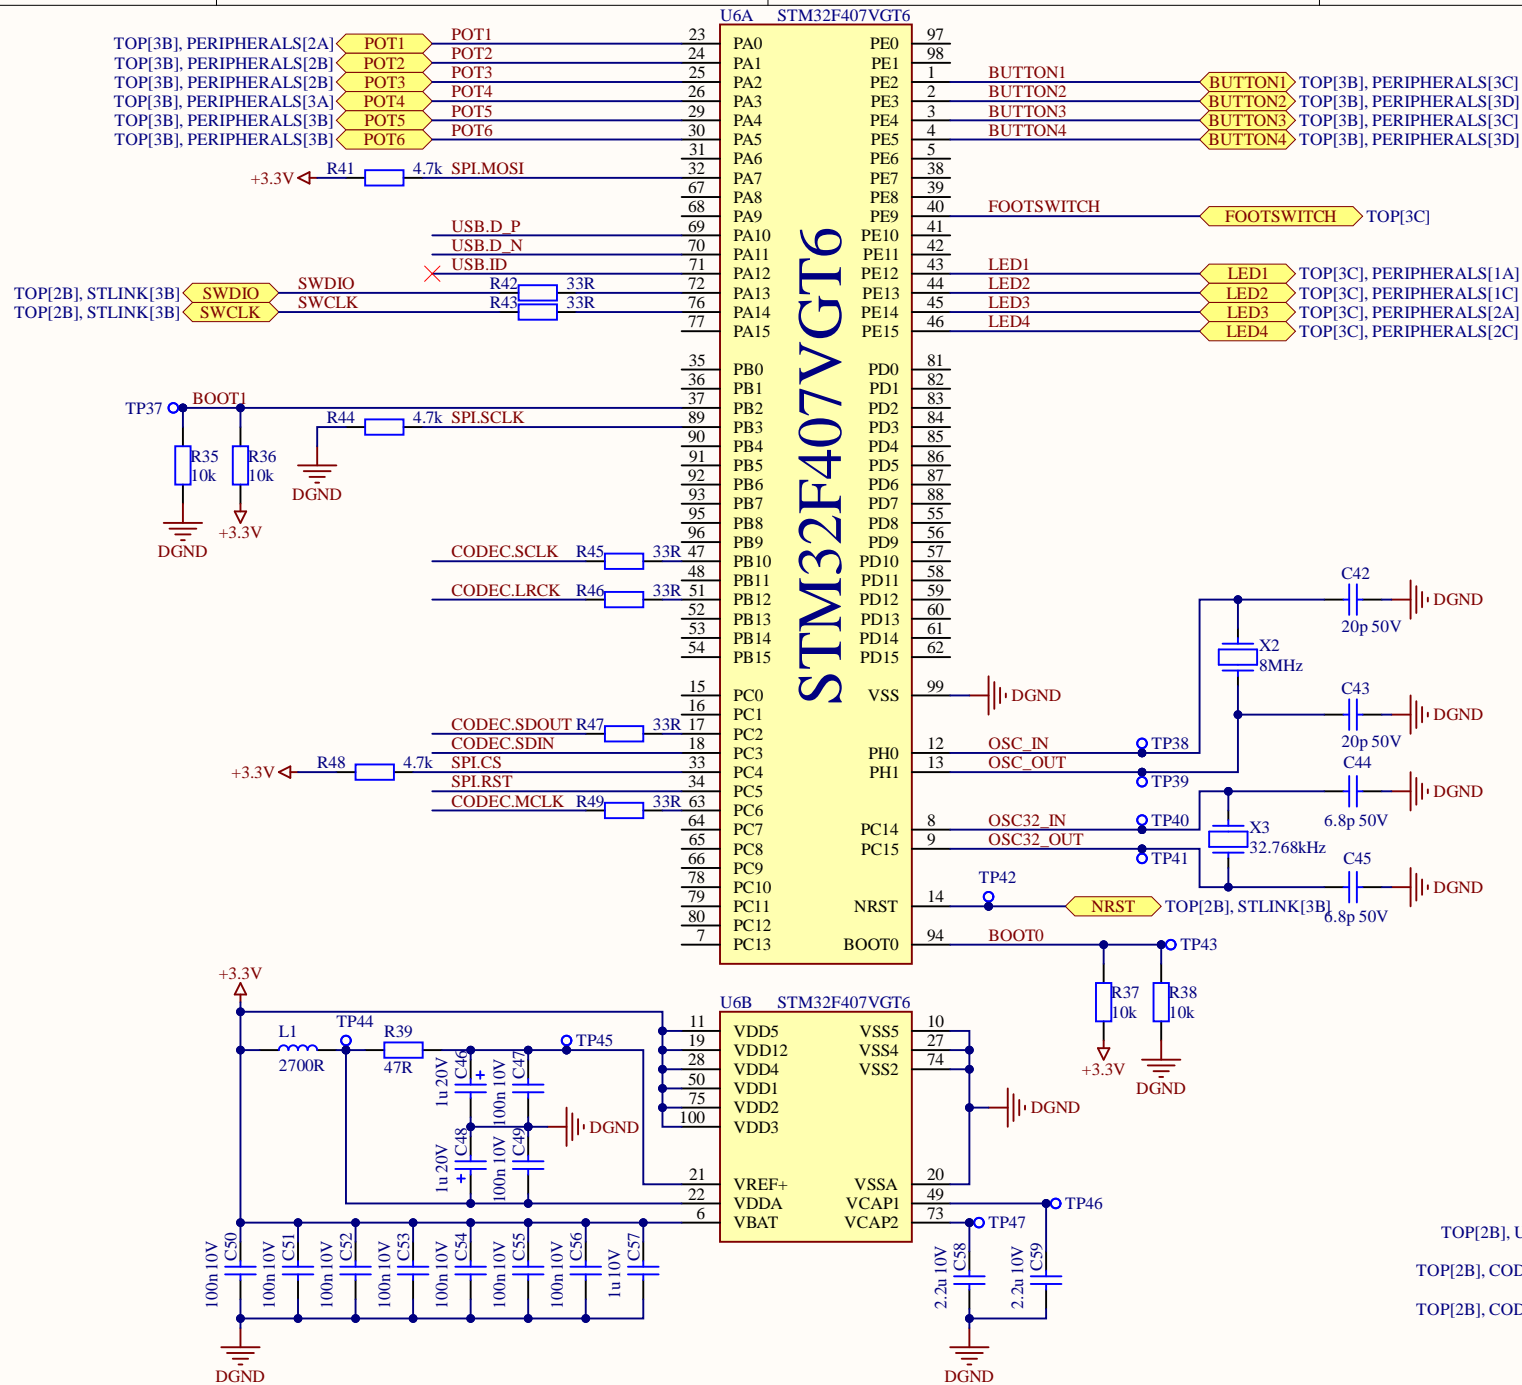 U6A STM32F407VGT6
TOP[3B], PERIPHERALS[2A] POT1 POT1 23 PA0 PE0 97
TOP[3B], PERIPHERALS[2B] POT2 POT2 24 PA1 PE1 98
TOP[3B], PERIPHERALS[2B] POT3 POT3 25 PA2 PE2 1 BUTTON1 BUTTON1 TOP[3B], PERIPHERALS[3C]
TOP[3B], PERIPHERALS[3A] POT4 POT4 26 PA3 PE3 2 BUTTON2 BUTTON2 TOP[3B], PERIPHERALS[3D]
TOP[3B], PERIPHERALS[3B] POT5 POT5 29 PA4 PE4 3 BUTTON3 BUTTON3 TOP[3B], PERIPHERALS[3C]
TOP[3B], PERIPHERALS[3B] POT6 POT6 30 PA5 PE5 4 BUTTON4 BUTTON4 TOP[3B], PERIPHERALS[3D]
31 PA6 PE6 5
+3.3V R41 4.7k SPI.MOSI 32 PA7 PE7 38
67 PA8 PE8 39
68 PA9 PE9 40 FOOTSWITCH FOOTSWITCH TOP[3C]
USB.D_P 69 PA10 PE10 41
USB.D_N 70 PA11 PE11 42
USB.ID 71 PA12 PE12 43 LED1 LED1 TOP[3C], PERIPHERALS[1A]
TOP[2B], STLINK[3B] SWDIO SWDIO R42 33R 72 PA13 PE13 44 LED2 LED2 TOP[3C], PERIPHERALS[1C]
TOP[2B], STLINK[3B] SWCLK SWCLK R43 33R 76 PA14 PE14 45 LED3 LED3 TOP[3C], PERIPHERALS[2A]
77 PA15 PE15 46 LED4 LED4 TOP[3C], PERIPHERALS[2C]
STM32F407VGT6
35 PB0 PD0 81
36 PB1 PD1 82
TP37 BOOT1 37 PB2 PD2 83
R44 4.7k SPI.SCLK 89 PB3 PD3 84
90 PB4 PD4 85
R35 R36 91 PB5 PD5 86
10k 10k 92 PB6 PD6 87
DGND 93 PB7 PD7 88
95 PB8 PD8 55
+3.3V 96 PB9 PD9 56
DGND
CODEC.SCLK R45 33R 47 PB10 PD10 57
48 PB11 PD11 58
CODEC.LRCK R46 33R 51 PB12 PD12 59
C42 DGND
52 PB13 PD13 60
20p 50V
53 PB14 PD14 61
54 PB15 PD15 62
X2
8MHz
15 PC0 VSS 99 DGND
16 PC1
C43 DGND
20p 50V
CODEC.SDOUT R47 33R 17 PC2
CODEC.SDIN 18 PC3 PH0 12 OSC_IN TP38
+3.3V R48 4.7k SPI.CS 33 PC4 PH1 13 OSC_OUT TP39
SPI.RST 34 PC5
C44 DGND
6.8p 50V
CODEC.MCLK R49 33R 63 PC6
64 PC7 PC14 8 OSC32_IN TP40
65 PC8 PC15 9 OSC32_OUT TP41
X3
32.768kHz
66 PC9
C45 DGND
6.8p 50V
78 PC10
TP42
79 PC11 NRST 14 NRST TOP[2B], STLINK[3B]
80 PC12
7 PC13 BOOT0 94 BOOT0 TP43
R37 R38
10k 10k
+3.3V
DGND
+3.3V
U6B STM32F407VGT6
11 VDD5 VSS5 10
L1 TP44 R39 TP45 19 VDD12 VSS4 27
2700R 47R 28 VDD4 VSS2 74
1u 20V C46 100n 10V C47
50 VDD1
75 VDD2 DGND
100 VDD3
DGND
1u 20V C48 100n 10V C49
21 VREF+ VSSA 20
22 VDDA VCAP1 49 TP46
6 VBAT VCAP2 73 TP47
100n 10V C50
100n 10V C51
100n 10V C52
100n 10V C53
100n 10V C54
100n 10V C55
100n 10V C56
1u 10V C57
2.2u 10V C58
2.2u 10V C59
DGND
DGND
TOP[2B], U
TOP[2B], COD
TOP[2B], COD